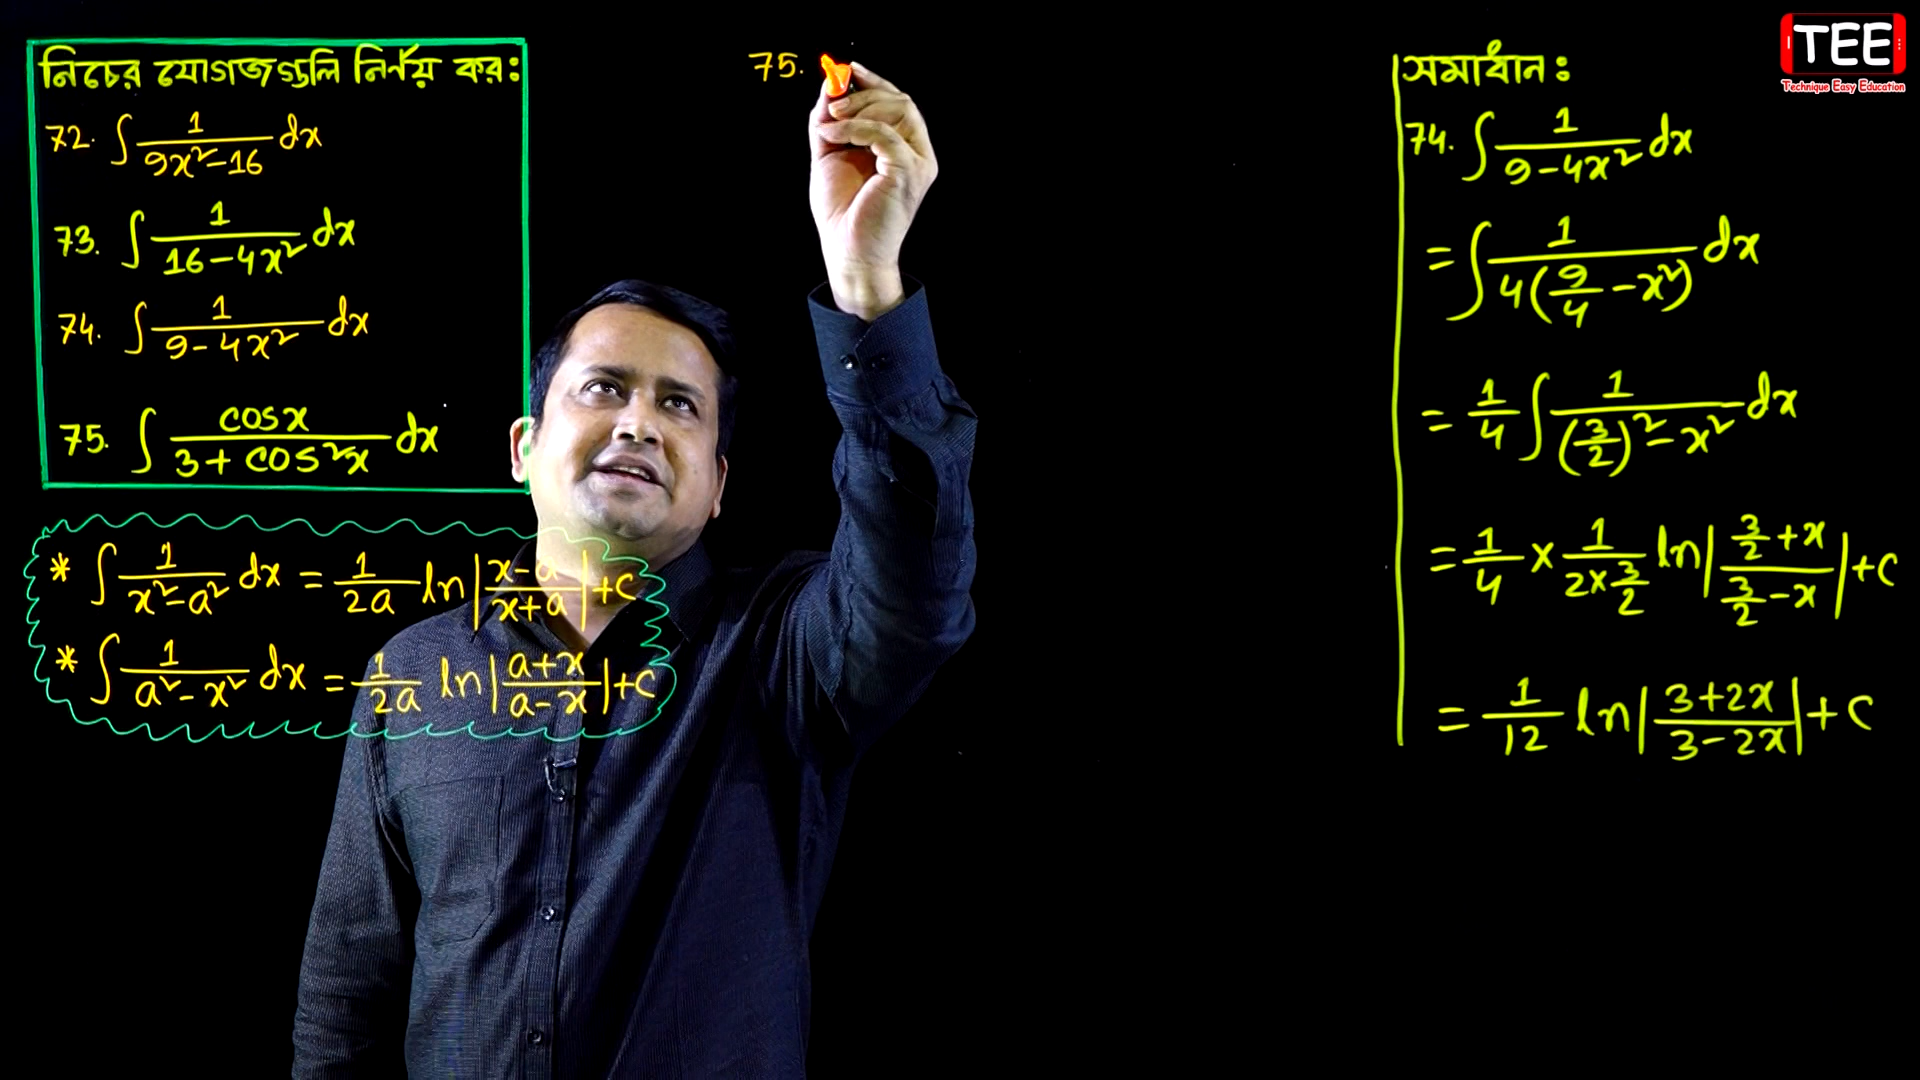 নিচের যোগজগুলি নির্ণয় কর:
72. ∫ 1/(9x²-16) dx
73. ∫ 1/(16-4x²) dx
74. ∫ 1/(9-4x²) dx
75. ∫ cosx/(3+cos²x) dx
* ∫ 1/(x²-a²) dx = 1/2a ln|(x-a)/(x+a)|+c
* ∫ 1/(a²-x²) dx = 1/2a ln|(a+x)/(a-x)|+c
75.
সমাধান:
74. ∫ 1/(9-4x²) dx
= ∫ 1/(4(9/4-x²)) dx
= 1/4 ∫ 1/((3/2)²-x²) dx
= 1/4 × 1/(2×3/2) ln|(3/2+x)/(3/2-x)|+c
= 1/12 ln|(3+2x)/(3-2x)|+c
TEE
Technique Easy Education